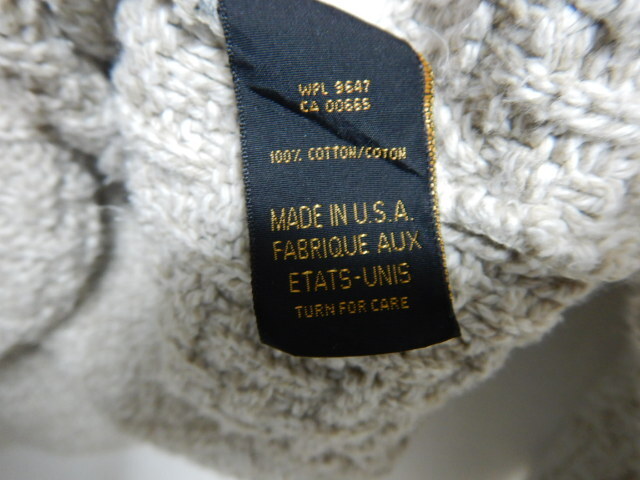 WPL 9647
CA 00665
100% COTTON/COTON
MADE IN U.S.A.
FABRIQUE AUX
ETATS-UNIS
TURN FOR CARE